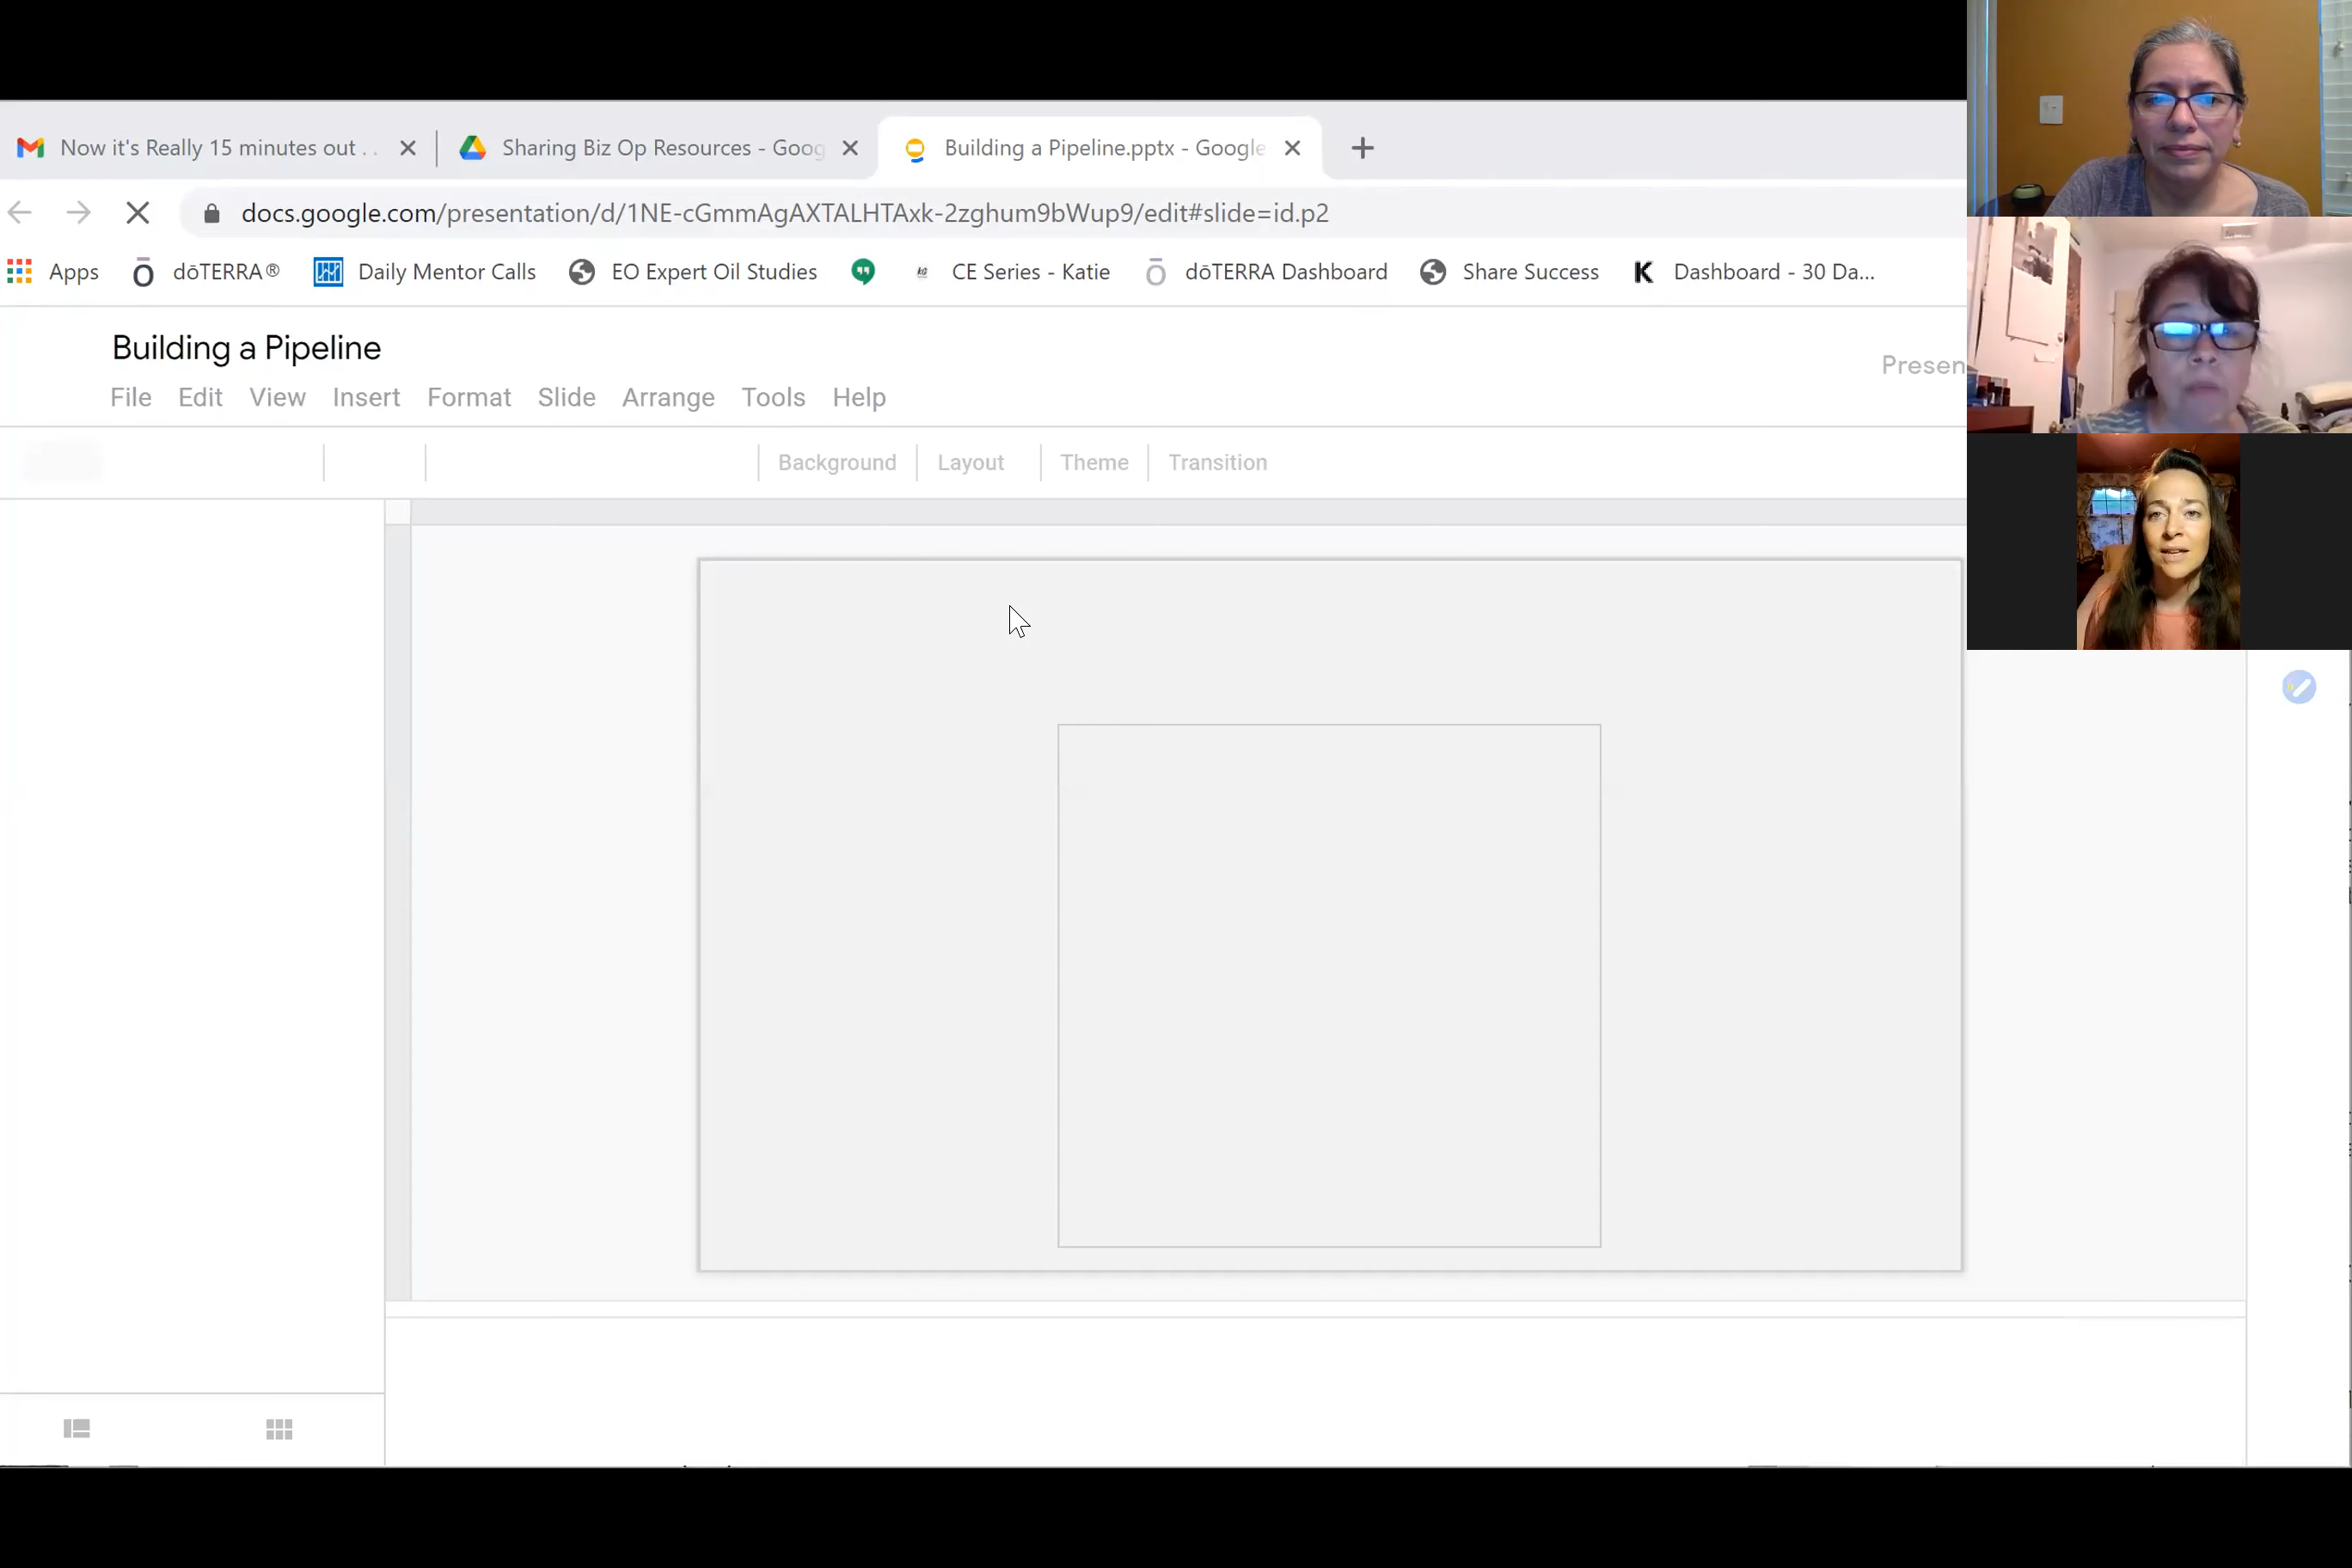 Now it's Really 15 minutes out . .
Sharing Biz Op Resources - Goog
Building a Pipeline.pptx - Google
docs.google.com/presentation/d/1NE-cGmmAgAXTALHTAxk-2zghum9bWup9/edit#slide=id.p2
Apps
dōTERRA®
Daily Mentor Calls
EO Expert Oil Studies
CE Series - Katie
dōTERRA Dashboard
Share Success
K
Dashboard - 30 Da...
Building a Pipeline
Presen
File Edit View Insert Format Slide Arrange Tools Help
Background Layout Theme Transition